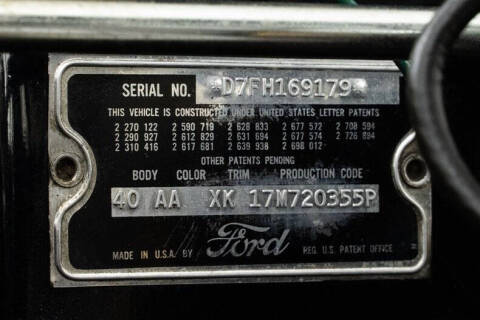 SERIAL NO. *D7FH169179*
THIS VEHICLE IS CONSTRUCTED UNDER UNITED STATES LETTER PATENTS
2 270 122 2 590 719 2 628 833 2 677 572 2 708 594
2 290 927 2 612 829 2 631 694 2 677 574 2 726 894
2 310 416 2 617 681 2 639 938 2 698 012
OTHER PATENTS PENDING
BODY COLOR TRIM PRODUCTION CODE
40 AA XK 17M720355P
MADE IN U.S.A. BY Ford REG. U.S. PATENT OFFICE